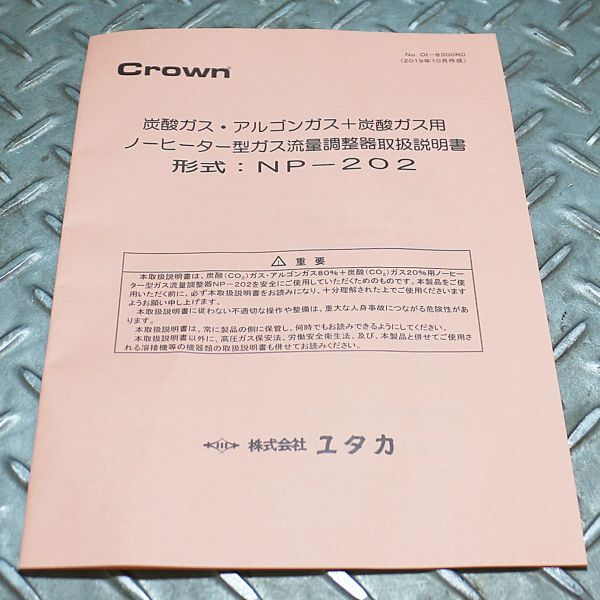 No. OI−6300R0
(2019年10月作成)
Crown
炭酸ガス・アルゴンガス＋炭酸ガス用
ノーヒーター型ガス流量調整器取扱説明書
形式：NP−202
⚠ 重要
本取扱説明書は、炭酸(CO₂)ガス・アルゴンガス80％＋炭酸(CO₂)ガス20％用ノーヒー
ター型ガス流量調整器NP−202を安全にご使用していただくためのものです。本製品をご使
用いただく前に、必ず本取扱説明書をお読みになり、十分理解された上でご使用くださいます
ようお願い申し上げます。
本取扱説明書に従わない不適切な操作や整備は、重大な人身事故につながる危険性があ
ります。
本取扱説明書は、常に製品の側に保管し、何時でもお読みできるようにしてください。
本取扱説明書以外に、高圧ガス保安法、労働安全衛生法、及び、本製品と併せてご使用さ
れる溶接機等の機器類の取扱説明書も併せてお読みください。
株式会社 ユタカ